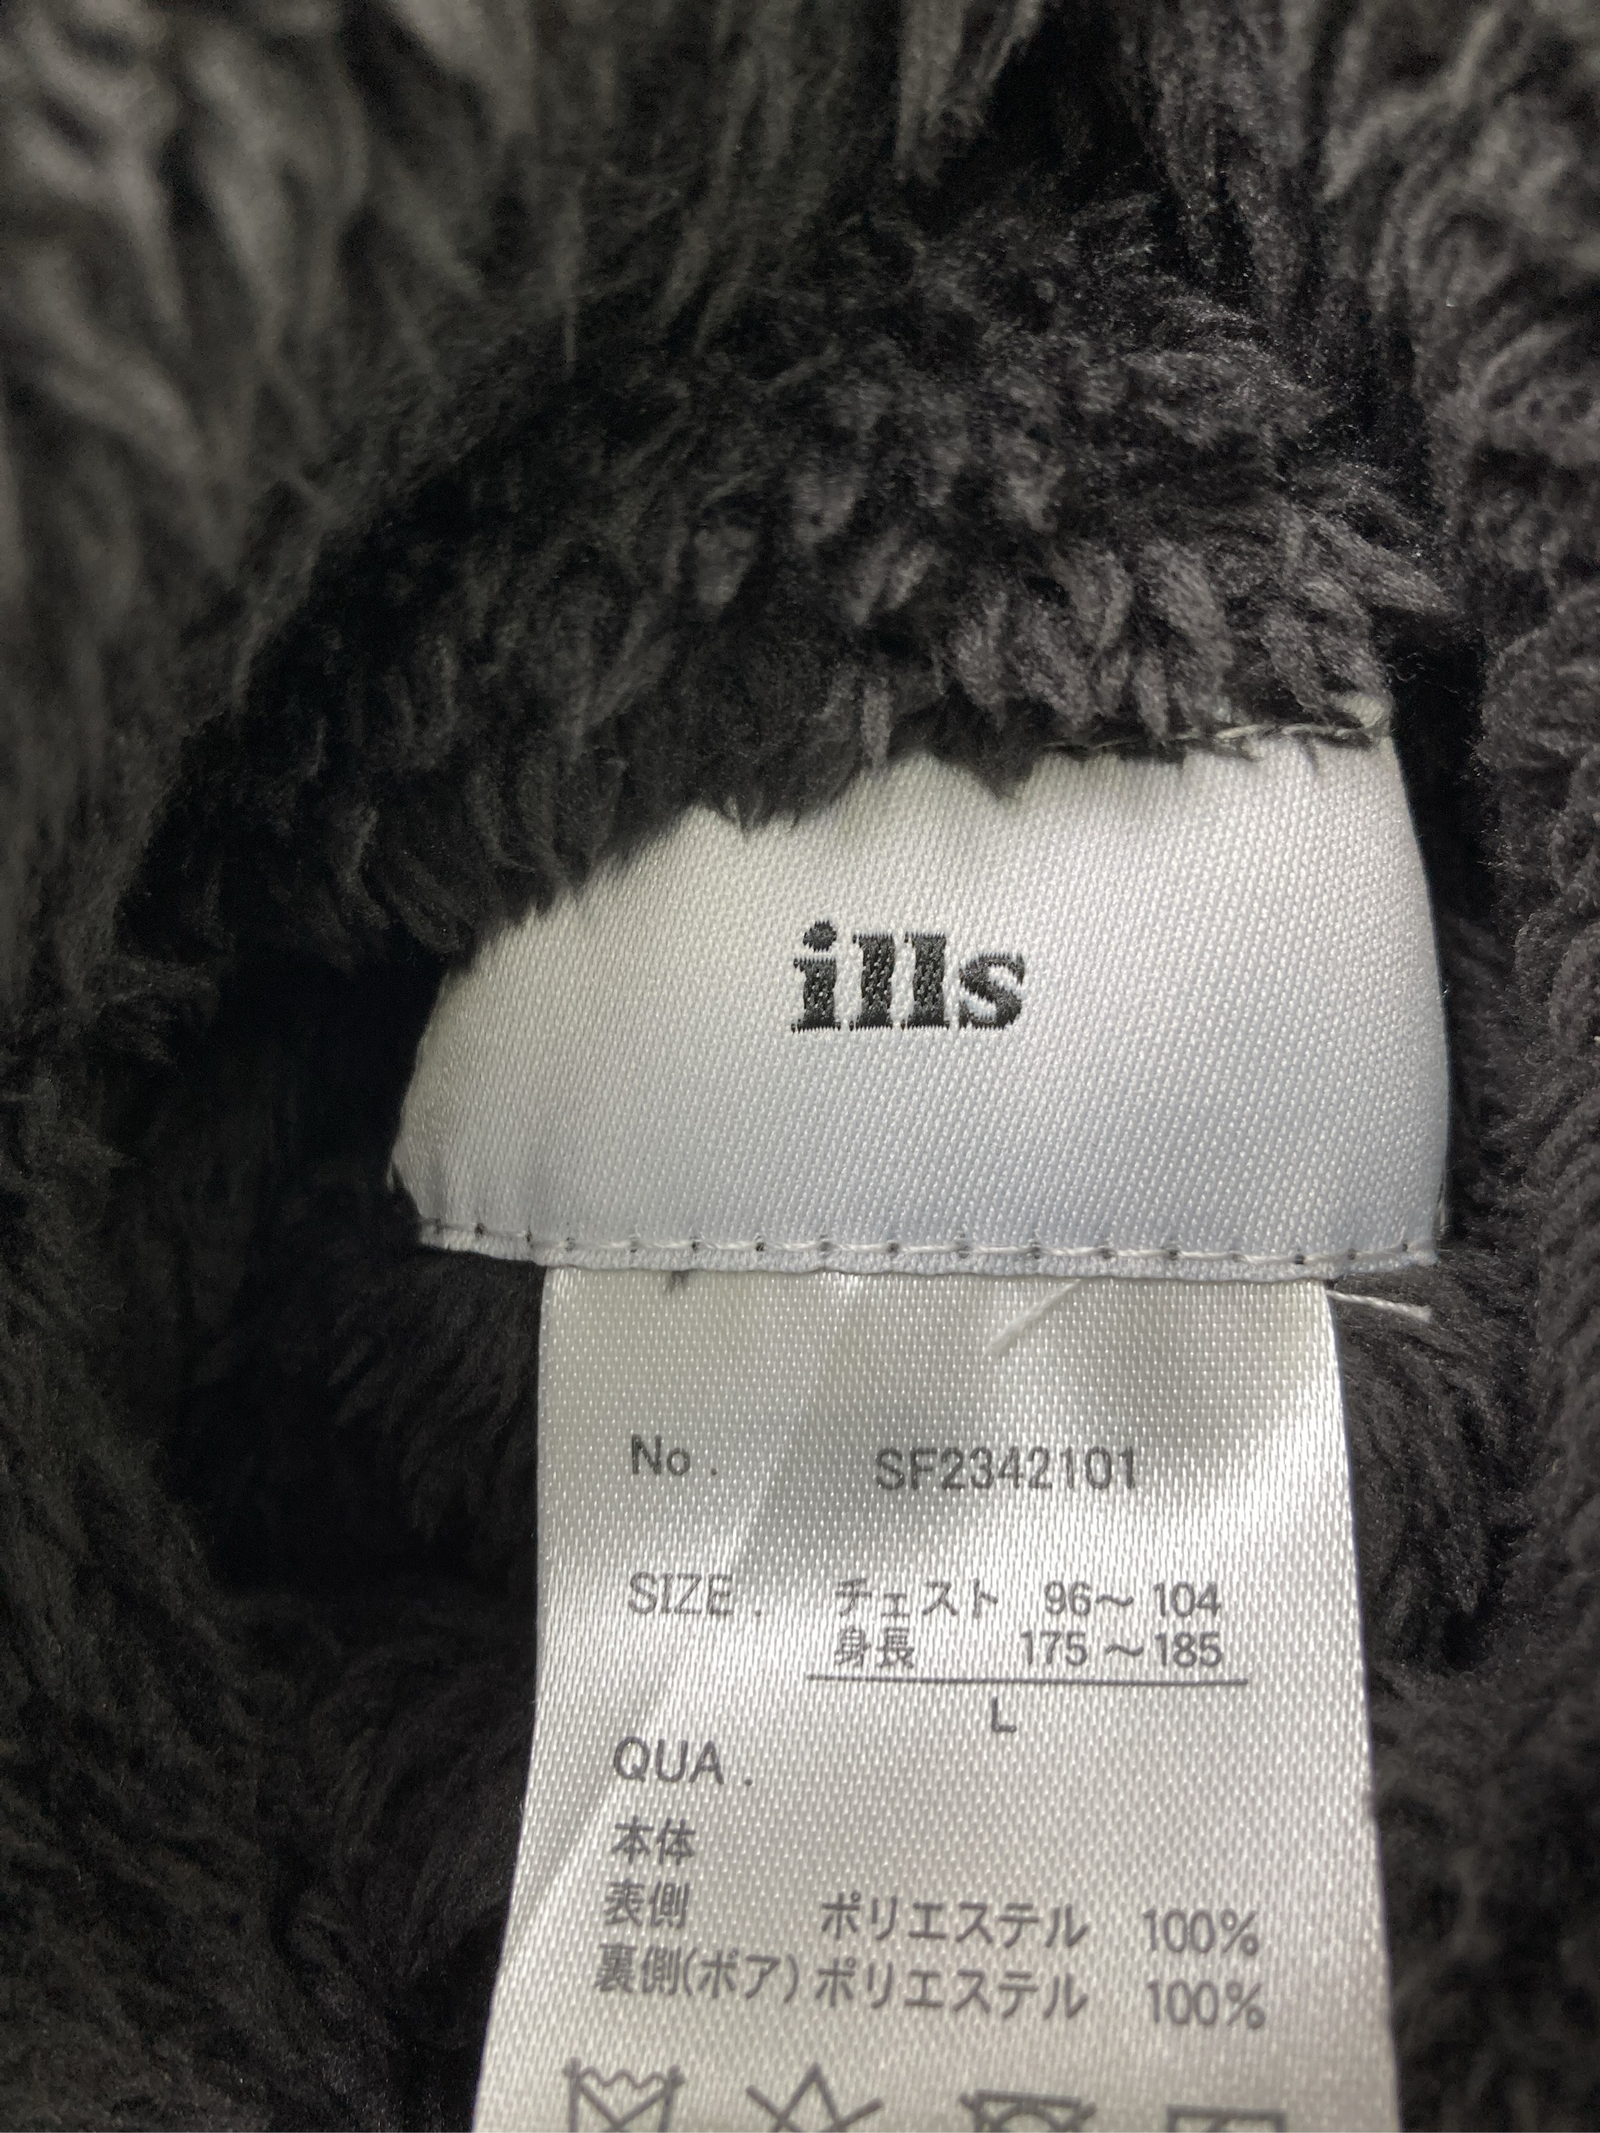 ills
No. SF2342101
SIZE. チェスト 96～104
身長 175～185
L
QUA.
本体
表側 ポリエステル 100%
裏側(ボア) ポリエステル 100%